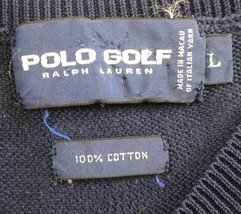 POLO GOLF
RALPH LAUREN
MADE IN MACAU
OF ITALIAN YARN
L
100% COTTON